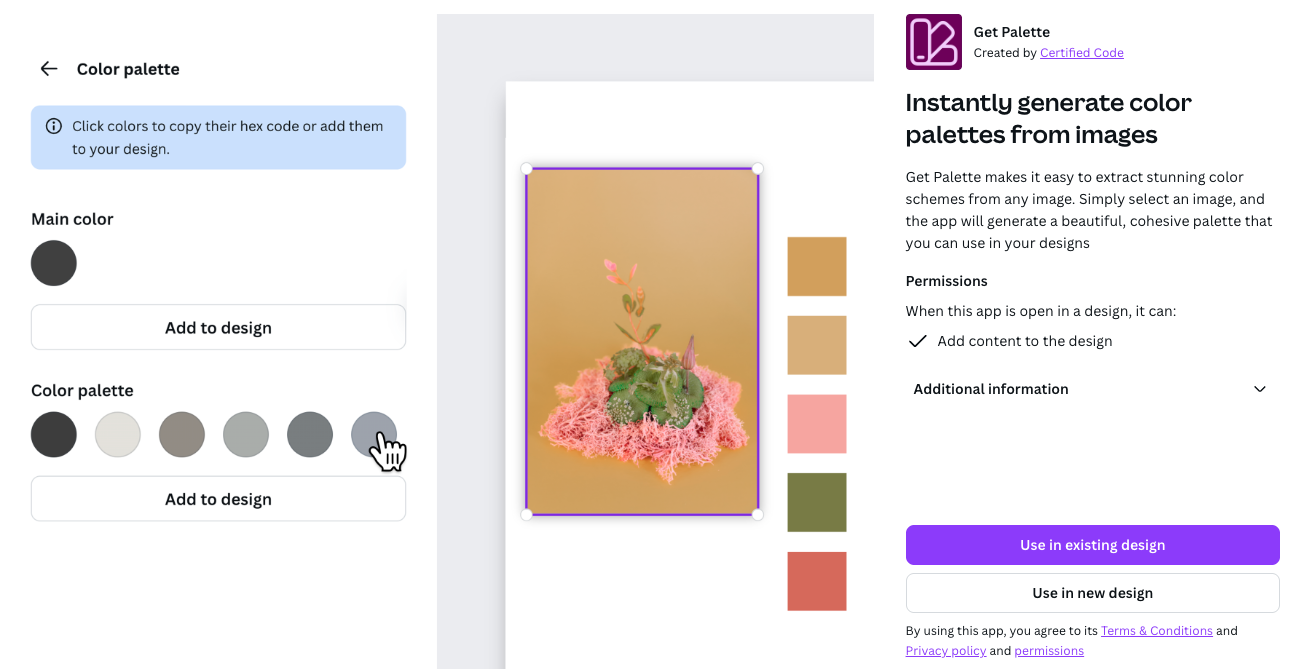 Color palette
Click colors to copy their hex code or add them
to your design.
Main color
Add to design
Color palette
Add to design
Get Palette
Created by Certified Code
Instantly generate color
palettes from images
Get Palette makes it easy to extract stunning color
schemes from any image. Simply select an image, and
the app will generate a beautiful, cohesive palette that
you can use in your designs
Permissions
When this app is open in a design, it can:
Add content to the design
Additional information
Use in existing design
Use in new design
By using this app, you agree to its Terms & Conditions and
Privacy policy and permissions